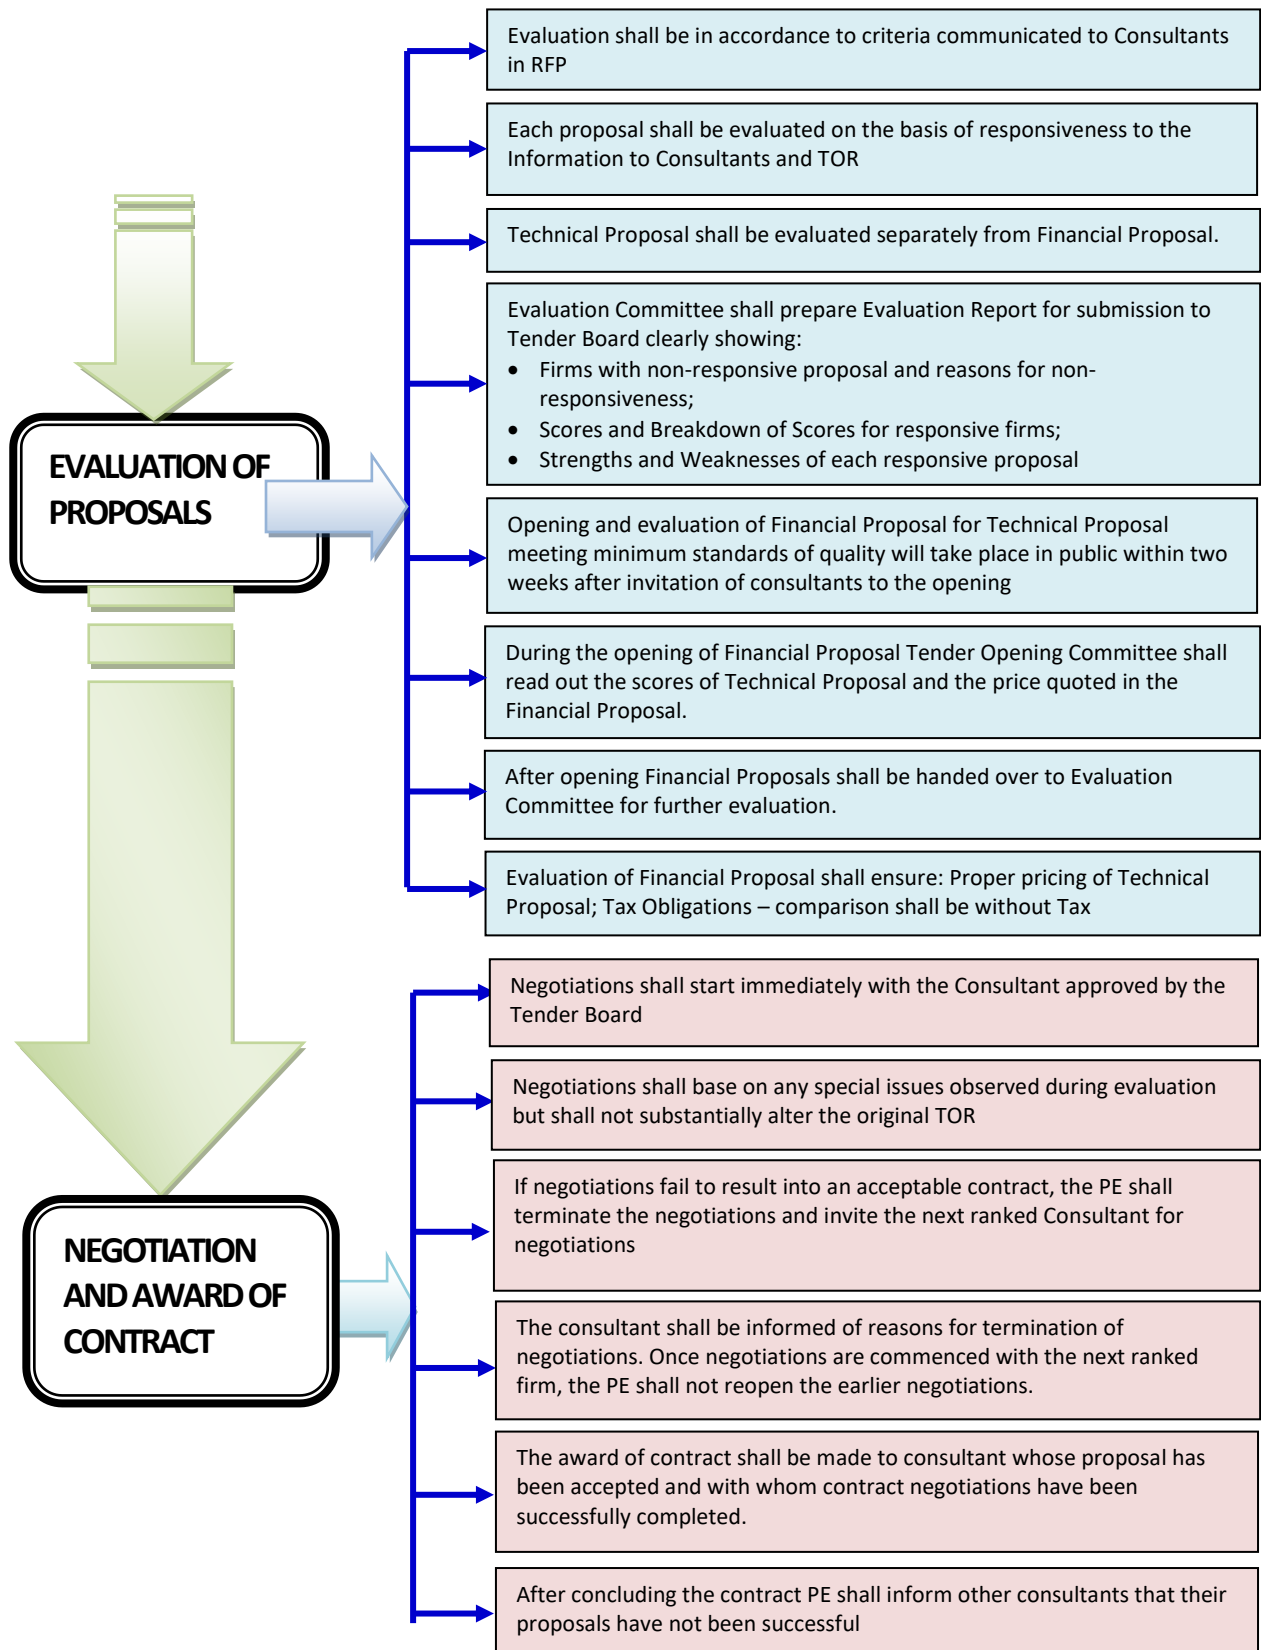 Evaluation shall be in accordance to criteria communicated to Consultants
in RFP
Each proposal shall be evaluated on the basis of responsiveness to the
Information to Consultants and TOR
Technical Proposal shall be evaluated separately from Financial Proposal.
Evaluation Committee shall prepare Evaluation Report for submission to
Tender Board clearly showing:
• Firms with non-responsive proposal and reasons for non-
responsiveness;
• Scores and Breakdown of Scores for responsive firms;
• Strengths and Weaknesses of each responsive proposal
EVALUATION OF
PROPOSALS
Opening and evaluation of Financial Proposal for Technical Proposal
meeting minimum standards of quality will take place in public within two
weeks after invitation of consultants to the opening
During the opening of Financial Proposal Tender Opening Committee shall
read out the scores of Technical Proposal and the price quoted in the
Financial Proposal.
After opening Financial Proposals shall be handed over to Evaluation
Committee for further evaluation.
Evaluation of Financial Proposal shall ensure: Proper pricing of Technical
Proposal; Tax Obligations – comparison shall be without Tax
Negotiations shall start immediately with the Consultant approved by the
Tender Board
Negotiations shall base on any special issues observed during evaluation
but shall not substantially alter the original TOR
If negotiations fail to result into an acceptable contract, the PE shall
terminate the negotiations and invite the next ranked Consultant for
negotiations
NEGOTIATION
AND AWARD OF
CONTRACT
The consultant shall be informed of reasons for termination of
negotiations. Once negotiations are commenced with the next ranked
firm, the PE shall not reopen the earlier negotiations.
The award of contract shall be made to consultant whose proposal has
been accepted and with whom contract negotiations have been
successfully completed.
After concluding the contract PE shall inform other consultants that their
proposals have not been successful